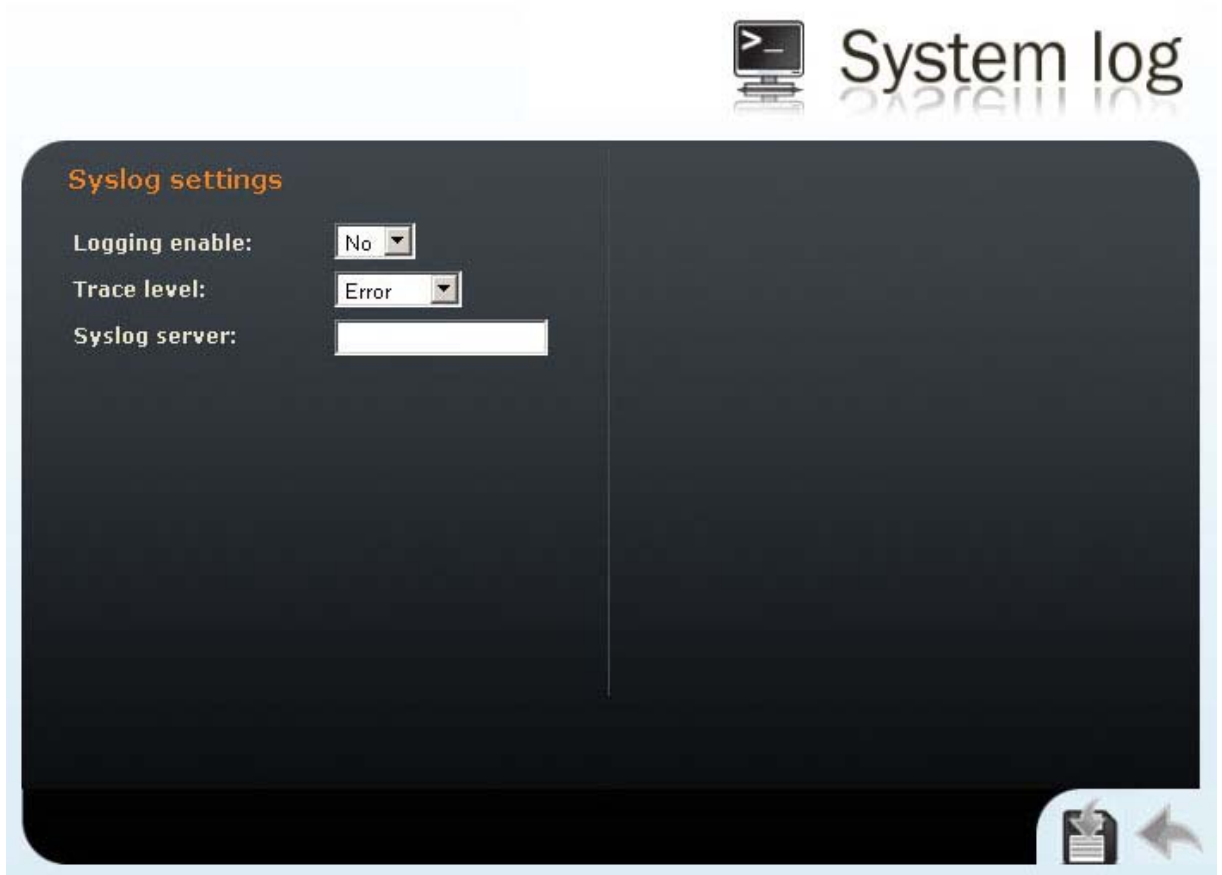 >_ System log
Syslog settings
Logging enable: No
Trace level: Error
Syslog server: